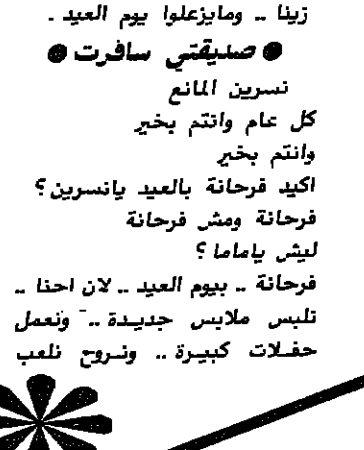 زينا .. ومايزعلوا يوم العيد .
● صديقتي سافرت ●
نسرين المانع
كل عام وانتم بخير
وانتم بخير
اكيد فرحانة بالعيد يانسرين ؟
فرحانة ومش فرحانة
ليش ياماما ؟
فرحانة .. بيوم العيد .. لان احنا ..
تلبس ملابس جديدة .. ونعمل
حفلات كبيرة .. ونروح نلعب